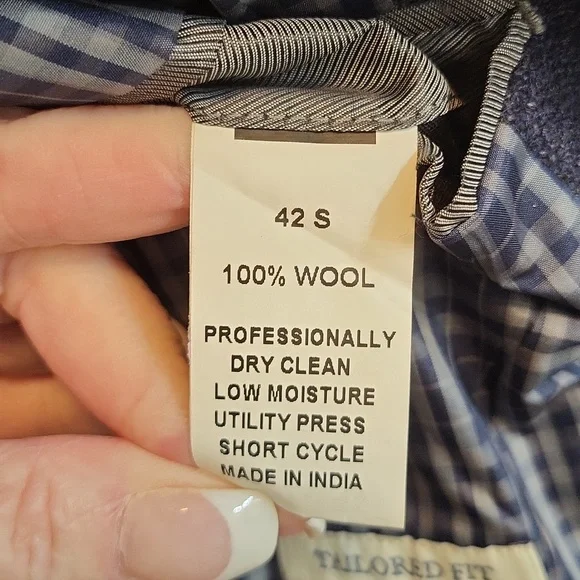 42 S
100% WOOL
PROFESSIONALLY
DRY CLEAN
LOW MOISTURE
UTILITY PRESS
SHORT CYCLE
MADE IN INDIA
TAILORED FIT